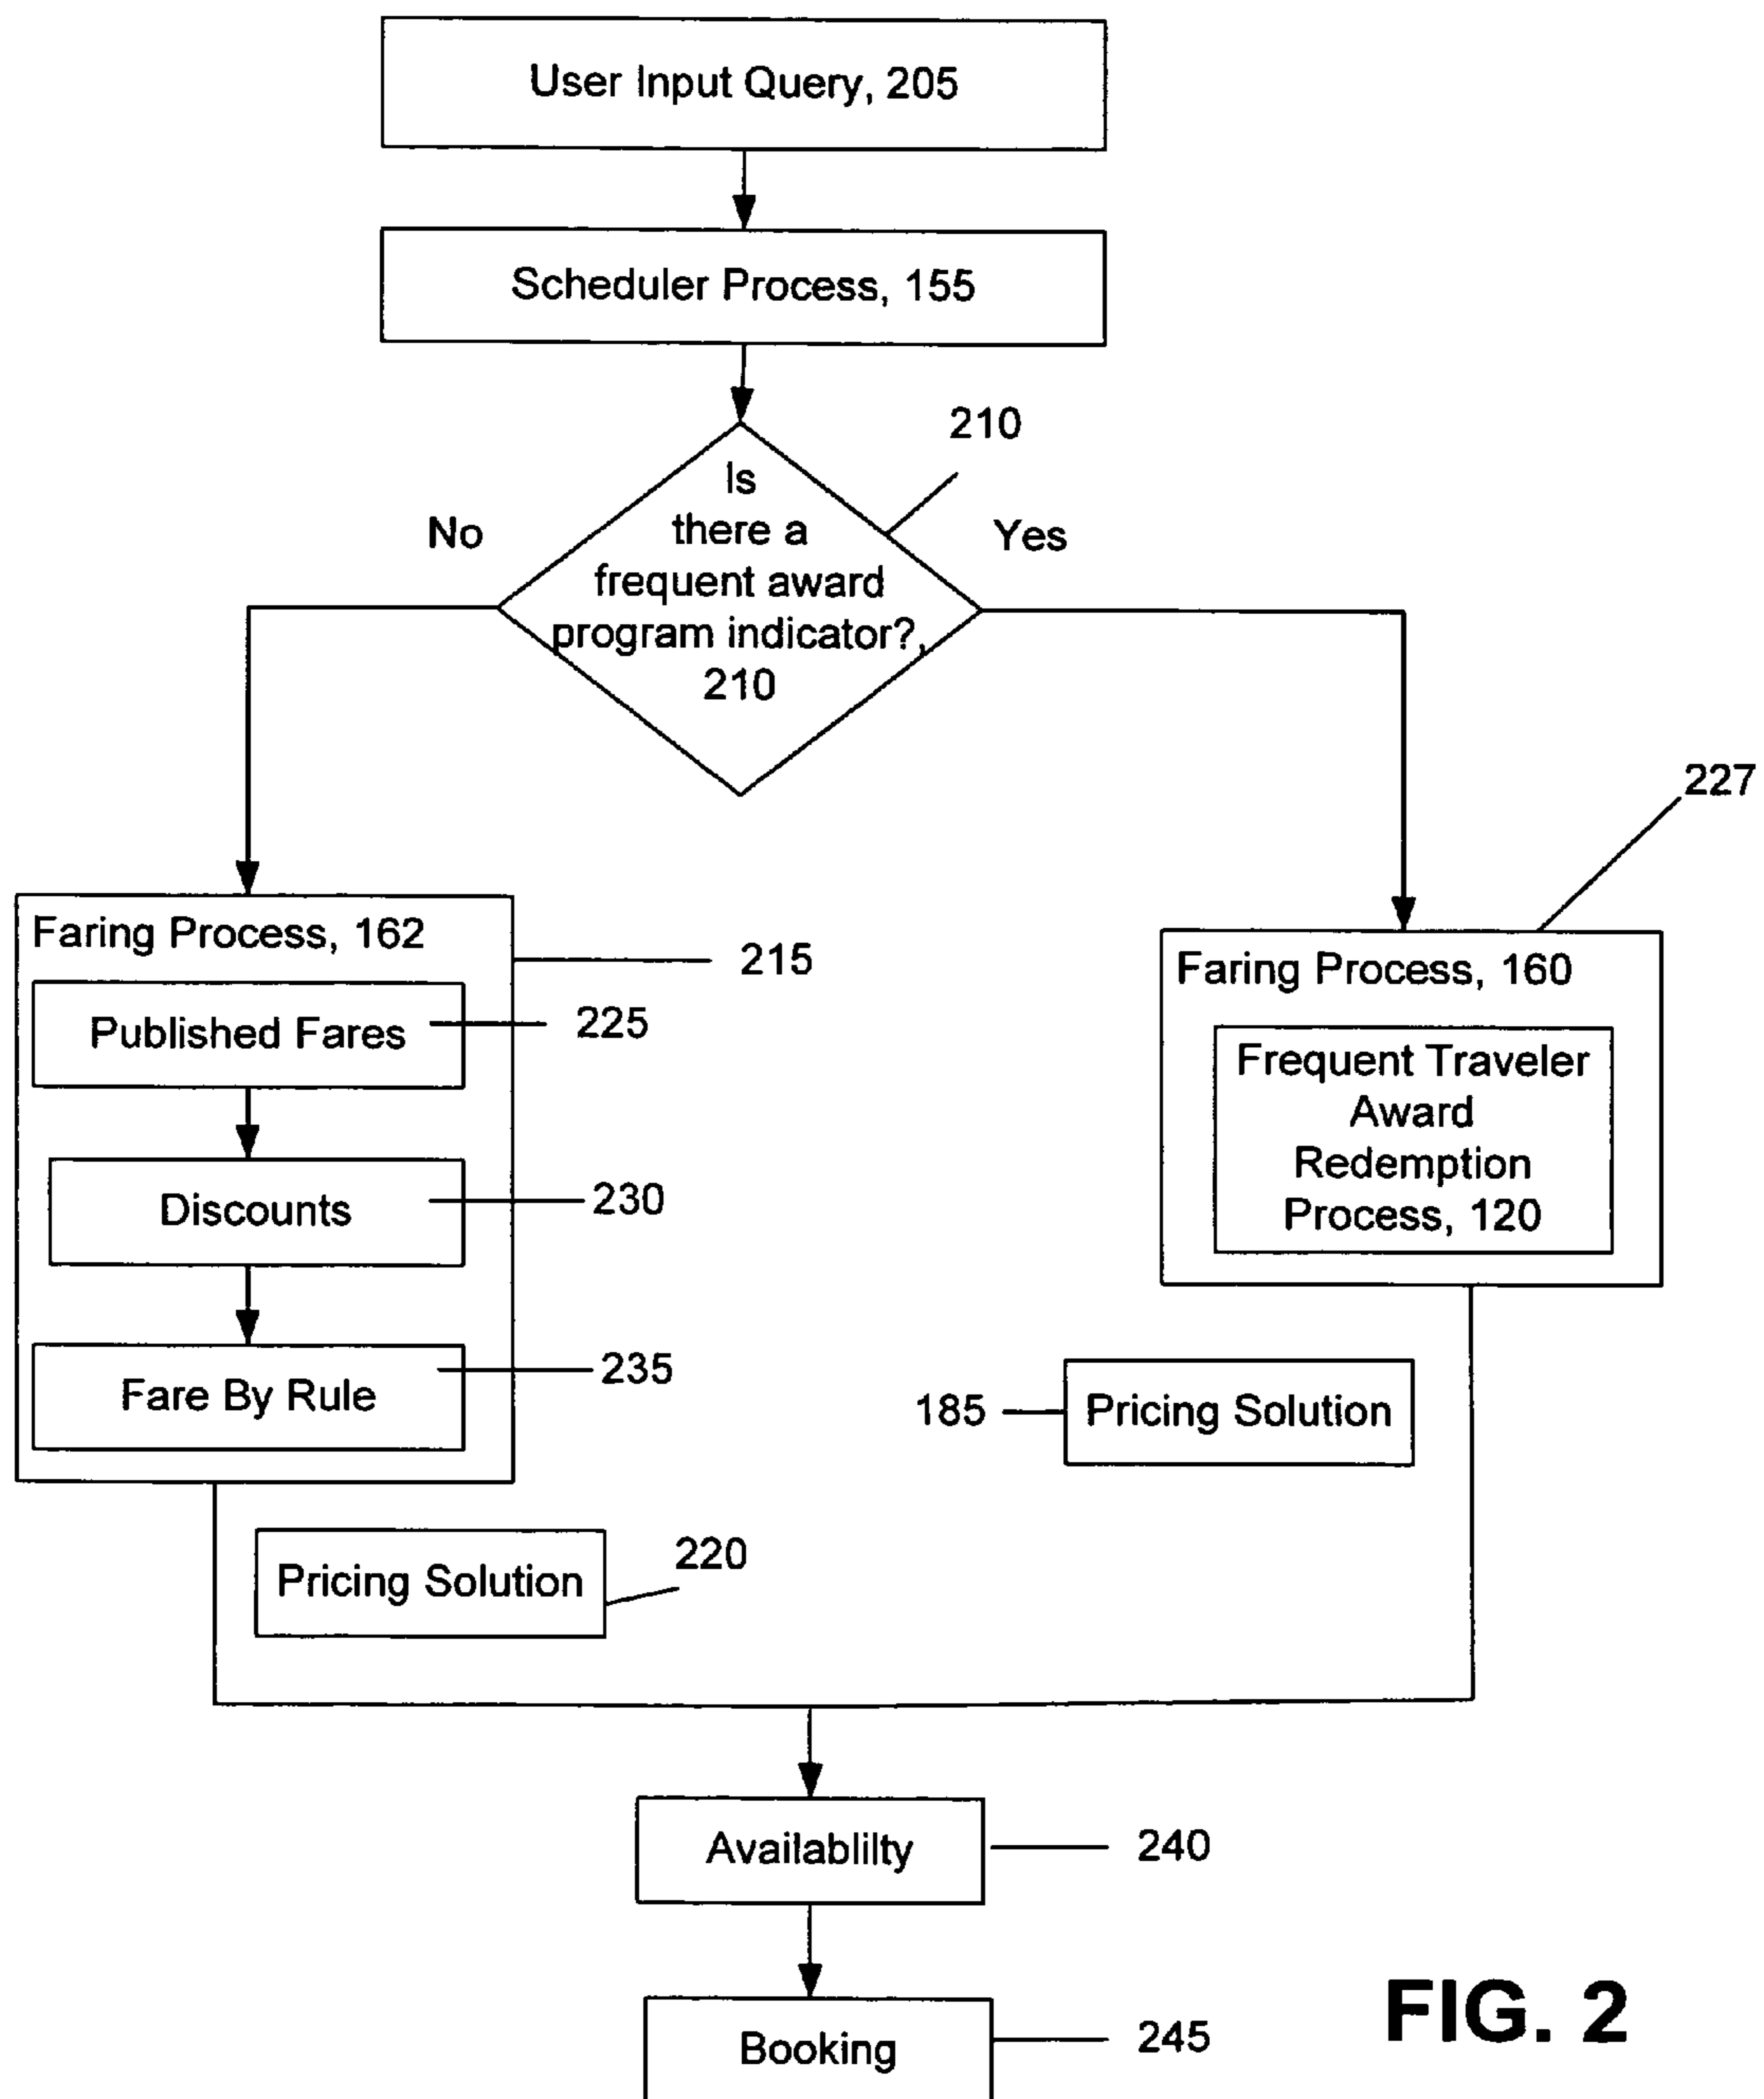 User Input Query, 205
Scheduler Process, 155
210
Is
there a
frequent award
program indicator?,
210
No
Yes
227
Faring Process, 162
215
Published Fares
225
Discounts
230
Fare By Rule
235
Faring Process, 160
Frequent Traveler
Award
Redemption
Process, 120
185
Pricing Solution
Pricing Solution
220
Availablilty
240
Booking
245
FIG. 2